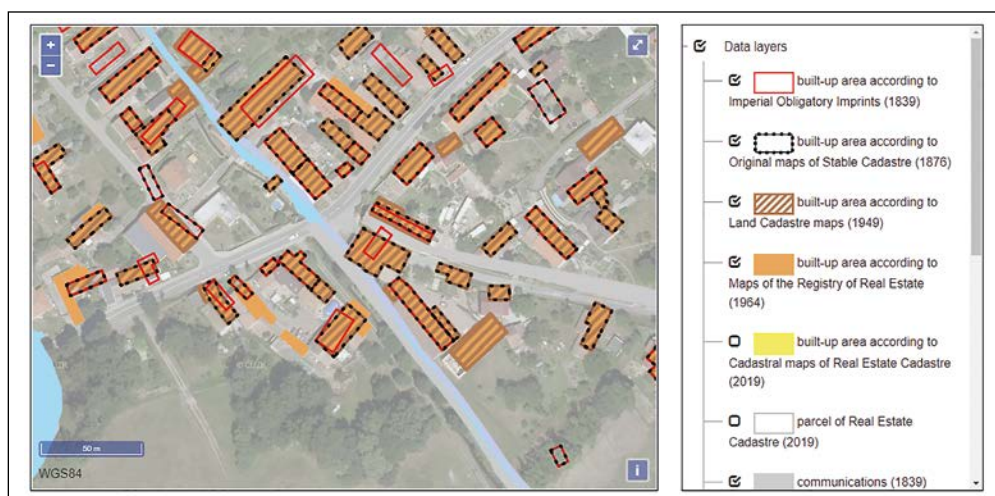 +
−
50 m
WGS84
i
Data layers
built-up area according to
Imperial Obligatory Imprints (1839)
built-up area according to
Original maps of Stable Cadastre (1876)
built-up area according to
Land Cadastre maps (1949)
built-up area according to
Maps of the Registry of Real Estate
(1964)
built-up area according to
Cadastral maps of Real Estate Cadastre
(2019)
parcel of Real Estate
Cadastre (2019)
communications (1839)